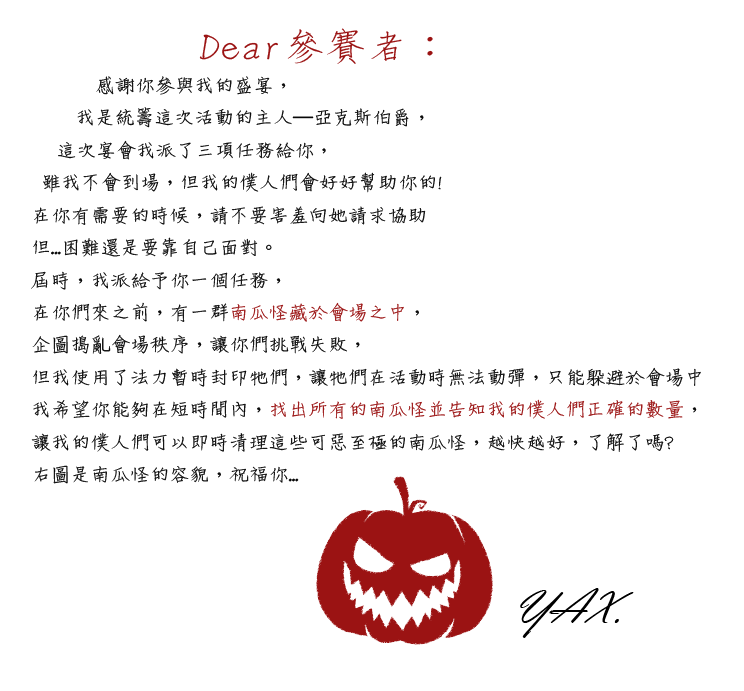 Dear參賽者：
感謝你參與我的盛宴，
我是統籌這次活動的主人—亞克斯伯爵，
這次宴會我派了三項任務給你，
雖我不會到場，但我的僕人們會好好幫助你的!
在你有需要的時候，請不要害羞向她請求協助
但...困難還是要靠自己面對。
屆時，我派給予你一個任務，
在你們來之前，有一群南瓜怪藏於會場之中，
企圖搗亂會場秩序，讓你們挑戰失敗，
但我使用了法力暫時封印牠們，讓牠們在活動時無法動彈，只能躲避於會場中
我希望你能夠在短時間內，找出所有的南瓜怪並告知我的僕人們正確的數量，
讓我的僕人們可以即時清理這些可惡至極的南瓜怪，越快越好，了解了嗎?
右圖是南瓜怪的容貌，祝福你...
YAX.